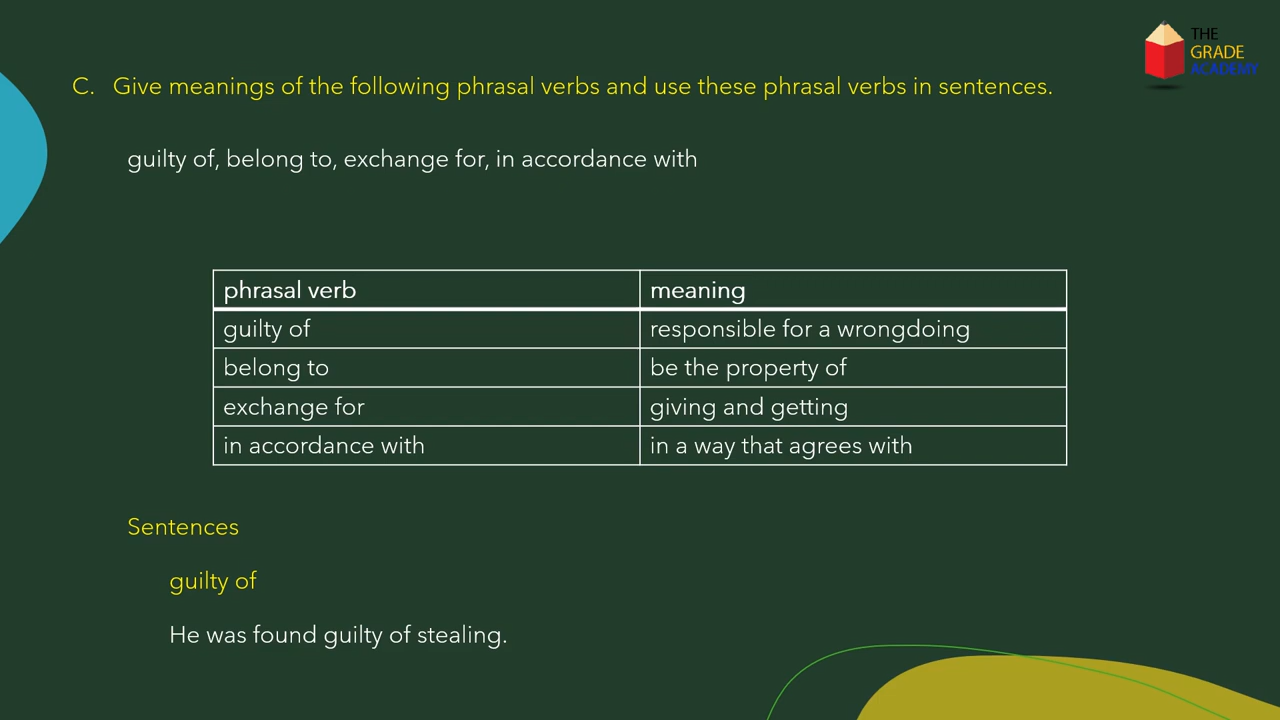 THE
GRADE
ACADEMY
C. Give meanings of the following phrasal verbs and use these phrasal verbs in sentences.
guilty of, belong to, exchange for, in accordance with
phrasal verb meaning
guilty of responsible for a wrongdoing
belong to be the property of
exchange for giving and getting
in accordance with in a way that agrees with
Sentences
guilty of
He was found guilty of stealing.